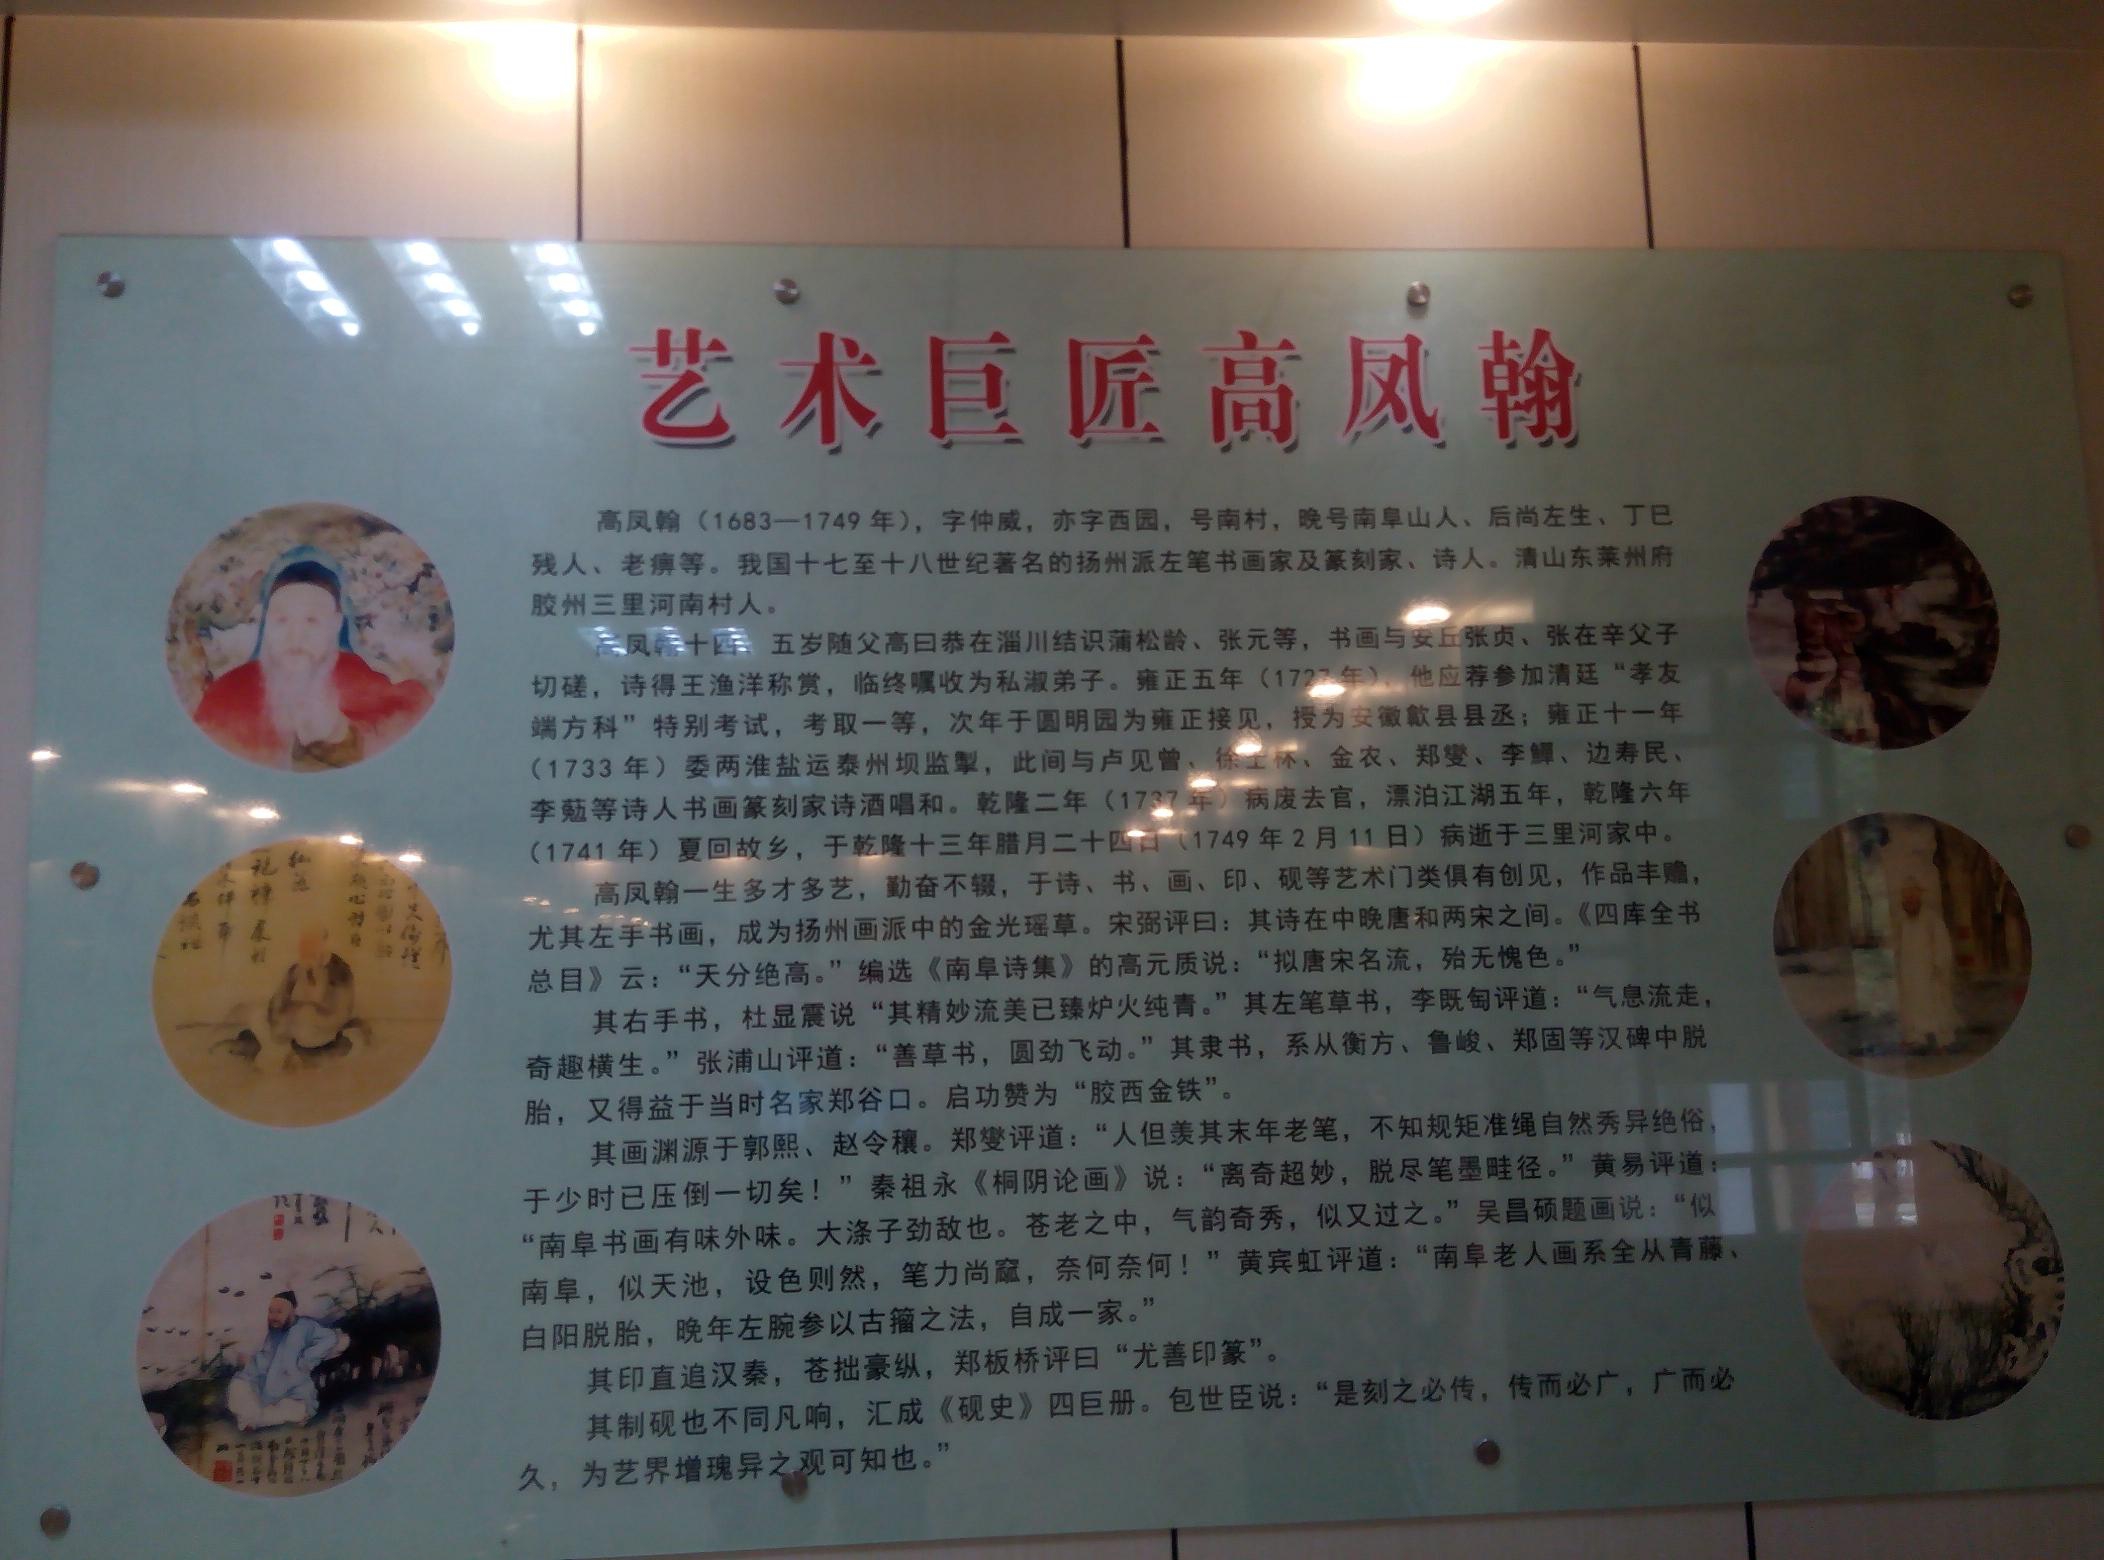 艺术巨匠高凤翰
高凤翰（1683—1749 年），字仲威，亦字西园，号南村，晚号南阜山人、后尚左生、丁巳
残人、老痹等。我国十七至十八世纪著名的扬州派左笔书画家及篆刻家、诗人。清山东莱州府
胶州三里河南村人。
高凤翰十四、五岁随父高曰恭在淄川结识蒲松龄、张元等，书画与安丘张贞、张在辛父子
切磋，诗得王渔洋称赏，临终嘱收为私淑弟子。雍正五年（1727 年），他应荐参加清廷“孝友
端方科”特别考试，考取一等，次年于圆明园为雍正接见，授为安徽歙县县丞；雍正十一年
（1733 年）委两淮盐运泰州坝监掣，此间与卢见曾、徐 林、金农、郑燮、李鱓、边寿民、
李葂等诗人书画篆刻家诗酒唱和。乾隆二年（1737 年）病废去官，漂泊江湖五年，乾隆六年
（1741 年）夏回故乡，于乾隆十三年腊月二十四日（1749 年 2 月 11 日）病逝于三里河家中。
高凤翰一生多才多艺，勤奋不辍，于诗、书、画、印、砚等艺术门类俱有创见，作品丰赡，
尤其左手书画，成为扬州画派中的金光瑶草。宋弼评曰：其诗在中晚唐和两宋之间。《四库全书
总目》云：“天分绝高。”编选《南阜诗集》的高元质说：“拟唐宋名流，殆无愧色。”
其右手书，杜显震说“其精妙流美已臻炉火纯青。”其左笔草书，李既匋评道：“气息流走，
奇趣横生。”张浦山评道：“善草书，圆劲飞动。”其隶书，系从衡方、鲁峻、郑固等汉碑中脱
胎，又得益于当时名家郑谷口。启功赞为“胶西金铁”。
其画渊源于郭熙、赵令穰。郑燮评道：“人但羡其末年老笔，不知规矩准绳自然秀异绝俗，
于少时已压倒一切矣！”秦祖永《桐阴论画》说：“离奇超妙，脱尽笔墨畦径。”黄易评道：
“南阜书画有味外味。大涤子劲敌也。苍老之中，气韵奇秀，似又过之。”吴昌硕题画说：“似
南阜，似天池，设色则然，笔力尚窳，奈何奈何！”黄宾虹评道：“南阜老人画系全从青藤、
白阳脱胎，晚年左腕参以古籀之法，自成一家。”
其印直追汉秦，苍拙豪纵，郑板桥评曰“尤善印篆”。
其制砚也不同凡响，汇成《砚史》四巨册。包世臣说：“是刻之必传，传而必广，广而必
久，为艺界增瑰异之观可知也。”